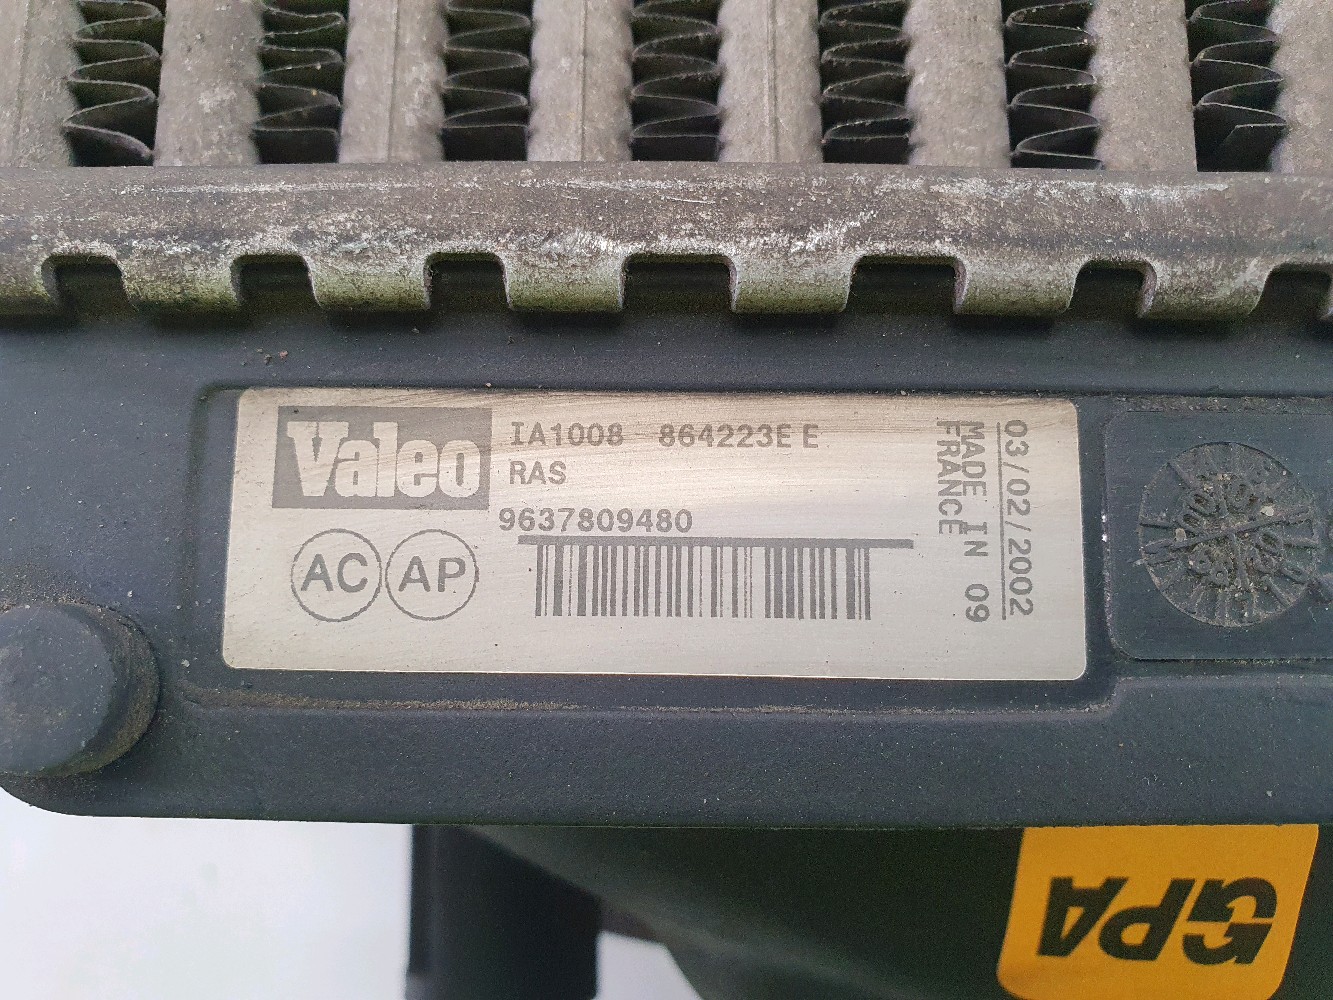 Valeo
IA1008 864223E E
RAS
9637809480
AC AP
03/02/2002
MADE IN 09
FRANCE
GPA